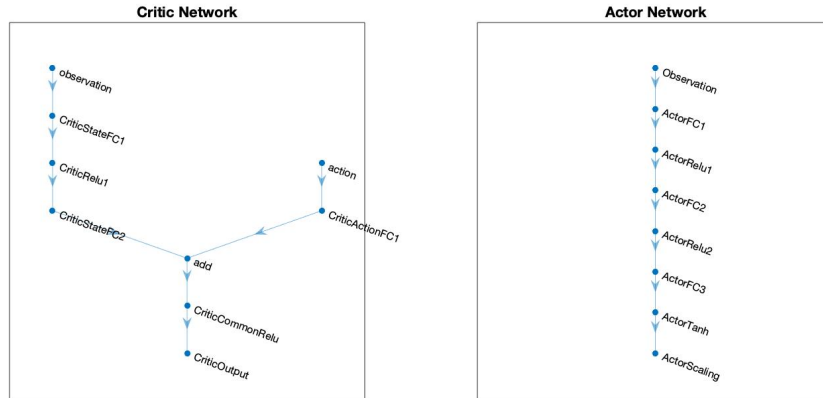 Critic Network
observation
CriticStateFC1
CriticRelu1
CriticStateFC2
action
CriticActionFC1
add
CriticCommonRelu
CriticOutput
Actor Network
Observation
ActorFC1
ActorRelu1
ActorFC2
ActorRelu2
ActorFC3
ActorTanh
ActorScaling